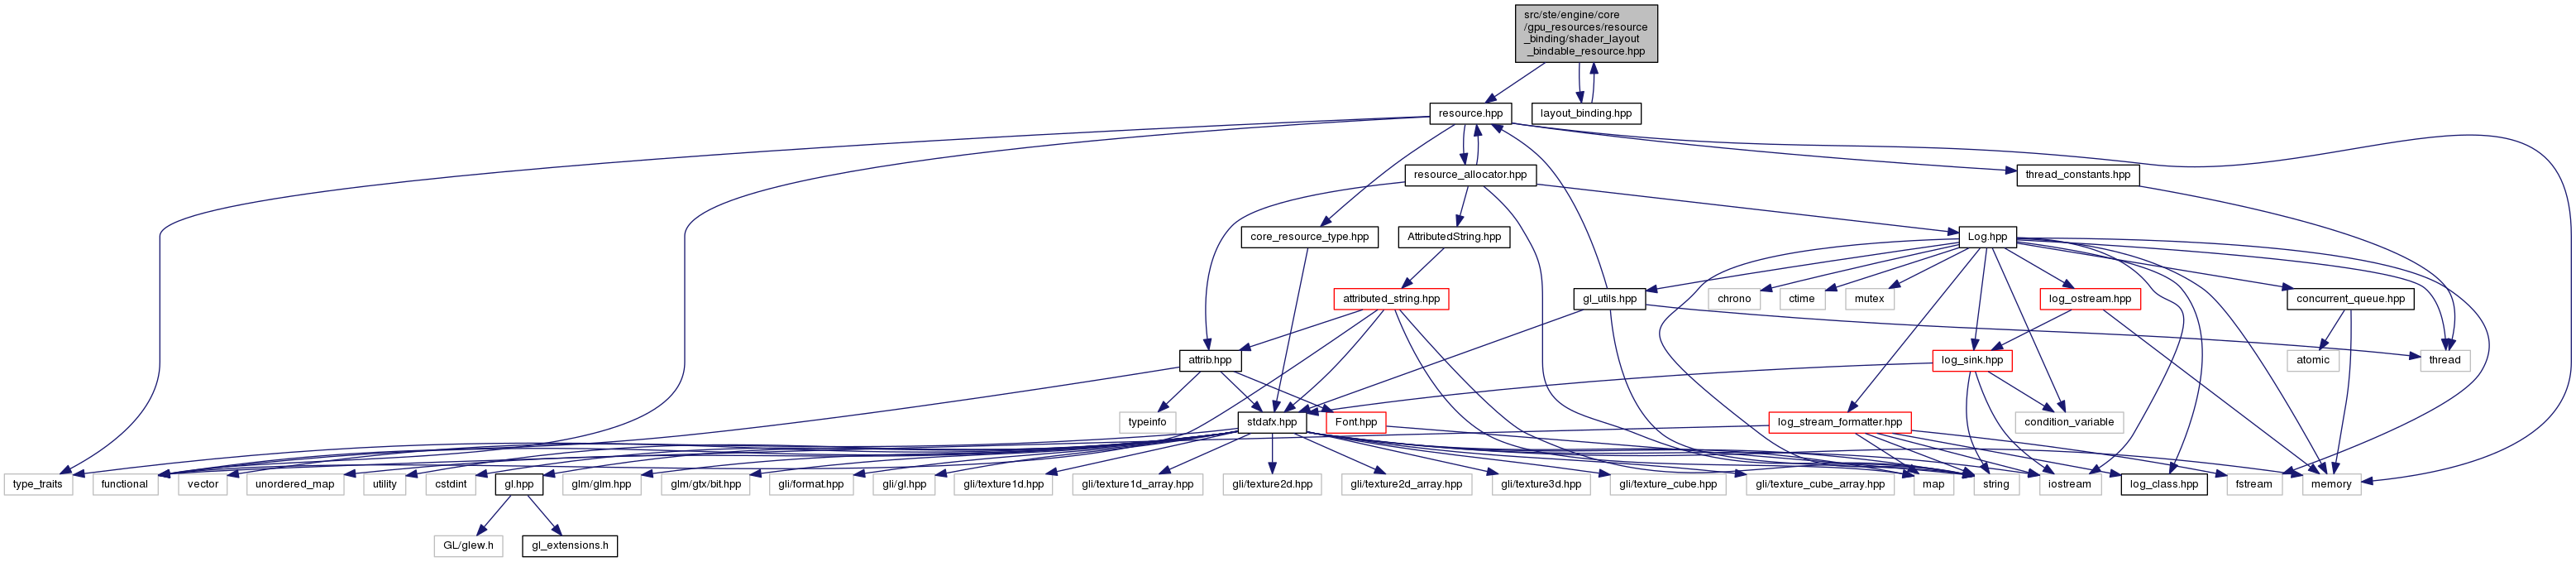 src/ste/engine/core
/gpu_resources/resource
_binding/shader_layout
_bindable_resource.hpp
resource.hpp
layout_binding.hpp
resource_allocator.hpp
thread_constants.hpp
core_resource_type.hpp
AttributedString.hpp
Log.hpp
attributed_string.hpp
gl_utils.hpp
chrono
ctime
mutex
log_ostream.hpp
concurrent_queue.hpp
attrib.hpp
log_sink.hpp
atomic
thread
typeinfo
stdafx.hpp
Font.hpp
log_stream_formatter.hpp
condition_variable
type_traits
functional
vector
unordered_map
utility
cstdint
gl.hpp
glm/glm.hpp
glm/gtx/bit.hpp
gli/format.hpp
gli/gl.hpp
gli/texture1d.hpp
gli/texture1d_array.hpp
gli/texture2d.hpp
gli/texture2d_array.hpp
gli/texture3d.hpp
gli/texture_cube.hpp
gli/texture_cube_array.hpp
map
string
iostream
log_class.hpp
fstream
memory
GL/glew.h
gl_extensions.h